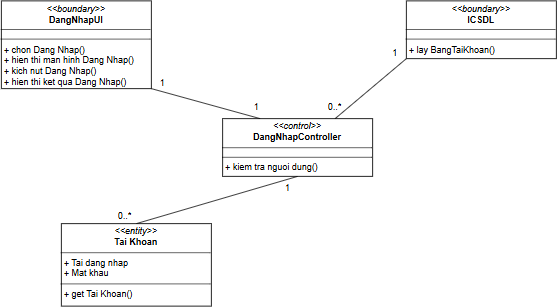 <<boundary>>
DangNhapUI
+ chon Dang Nhap()
+ hien thi man hinh Dang Nhap()
+ kich nut Dang Nhap()
+ hien thi ket qua Dang Nhap()
<<boundary>>
ICSDL
+ lay BangTaiKhoan()
1
1
1
0..*
<<control>>
DangNhapController
+ kiem tra nguoi dung()
1
0..*
<<entity>>
Tai Khoan
+ Tai dang nhap
+ Mat khau
+ get Tai Khoan()